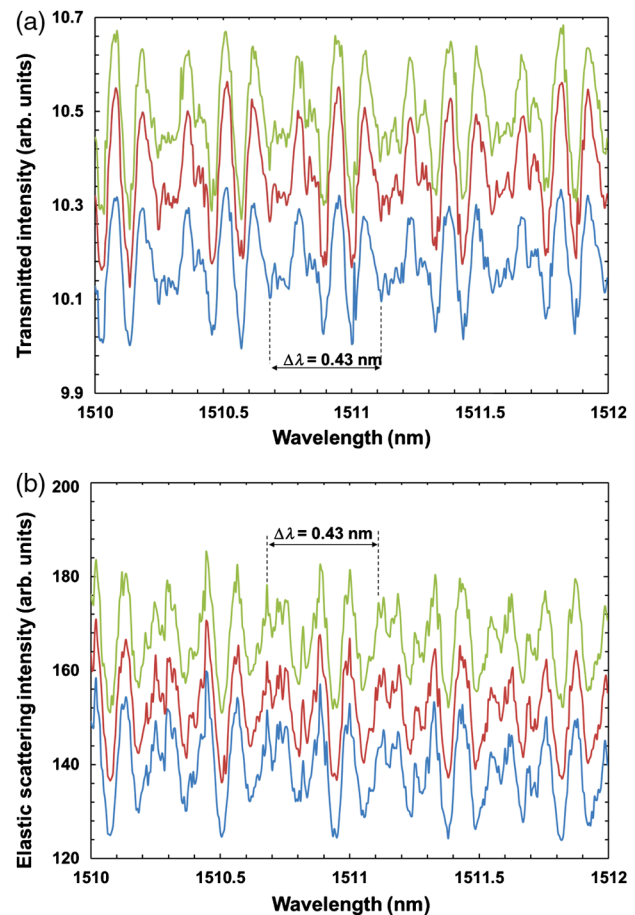 (a)
10.7
10.5
10.3
10.1
9.9
Transmitted intensity (arb. units)
Δλ = 0.43 nm
1510
1510.5
1511
1511.5
1512
Wavelength (nm)
(b)
200
180
160
140
120
Elastic scattering intensity (arb. units)
Δλ = 0.43 nm
1510
1510.5
1511
1511.5
1512
Wavelength (nm)